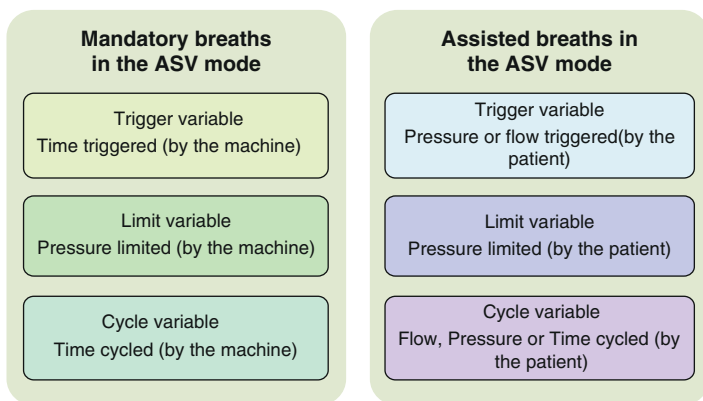 Mandatory breaths
in the ASV mode
Trigger variable
Time triggered (by the machine)
Limit variable
Pressure limited (by the machine)
Cycle variable
Time cycled (by the machine)
Assisted breaths in
the ASV mode
Trigger variable
Pressure or flow triggered(by the
patient)
Limit variable
Pressure limited (by the patient)
Cycle variable
Flow, Pressure or Time cycled (by
the patient)